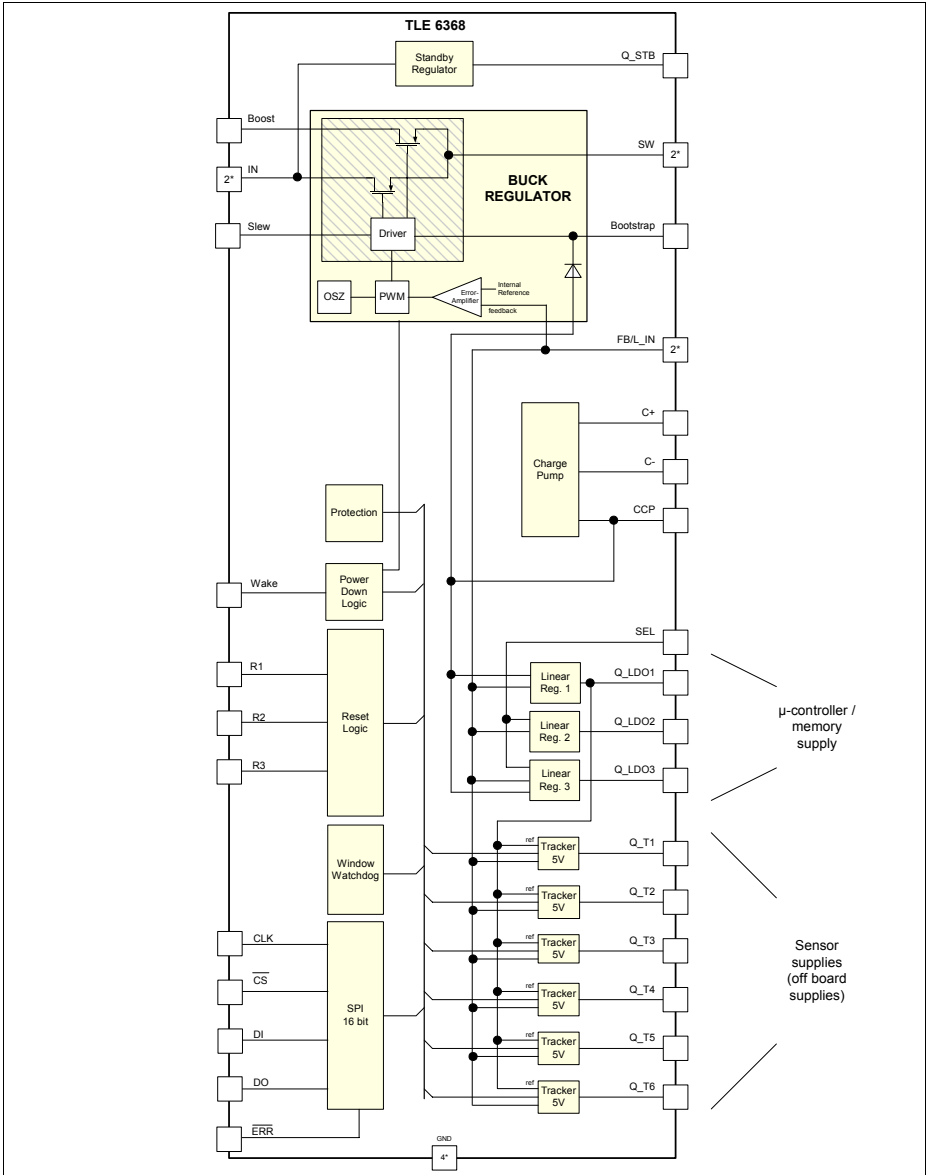 TLE 6368
Standby
Regulator
Q_STB
Boost
IN
2*
Slew
SW
2*
BUCK
REGULATOR
Driver
Bootstrap
OSZ
PWM
Error-
Amplifier
Internal
Reference
feedback
FB/L_IN
2*
Charge
Pump
C+
C-
CCP
Protection
Wake
Power
Down
Logic
R1
R2
R3
Reset
Logic
SEL
Linear
Reg. 1
Q_LDO1
Linear
Reg. 2
Q_LDO2
Linear
Reg. 3
Q_LDO3
µ-controller /
memory
supply
Window
Watchdog
ref
Tracker
5V
Q_T1
ref
Tracker
5V
Q_T2
ref
Tracker
5V
Q_T3
ref
Tracker
5V
Q_T4
ref
Tracker
5V
Q_T5
ref
Tracker
5V
Q_T6
Sensor
supplies
(off board
supplies)
CLK
CS
DI
DO
ERR
SPI
16 bit
GND
4*